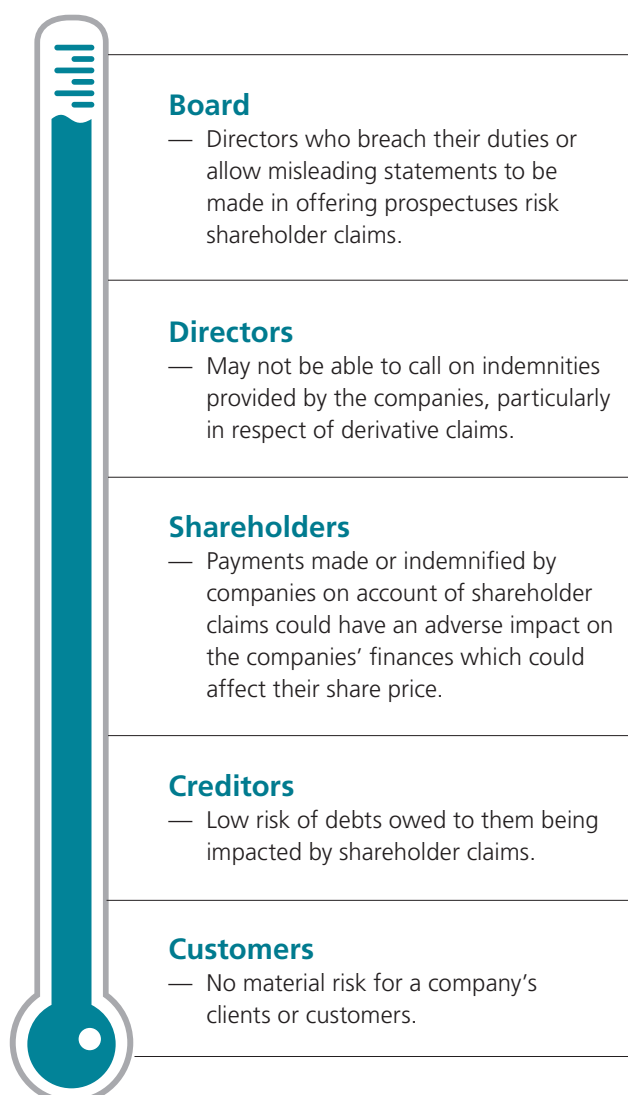 Board
— Directors who breach their duties or
allow misleading statements to be
made in offering prospectuses risk
shareholder claims.
Directors
— May not be able to call on indemnities
provided by the companies, particularly
in respect of derivative claims.
Shareholders
— Payments made or indemnified by
companies on account of shareholder
claims could have an adverse impact on
the companies’ finances which could
affect their share price.
Creditors
— Low risk of debts owed to them being
impacted by shareholder claims.
Customers
— No material risk for a company’s
clients or customers.